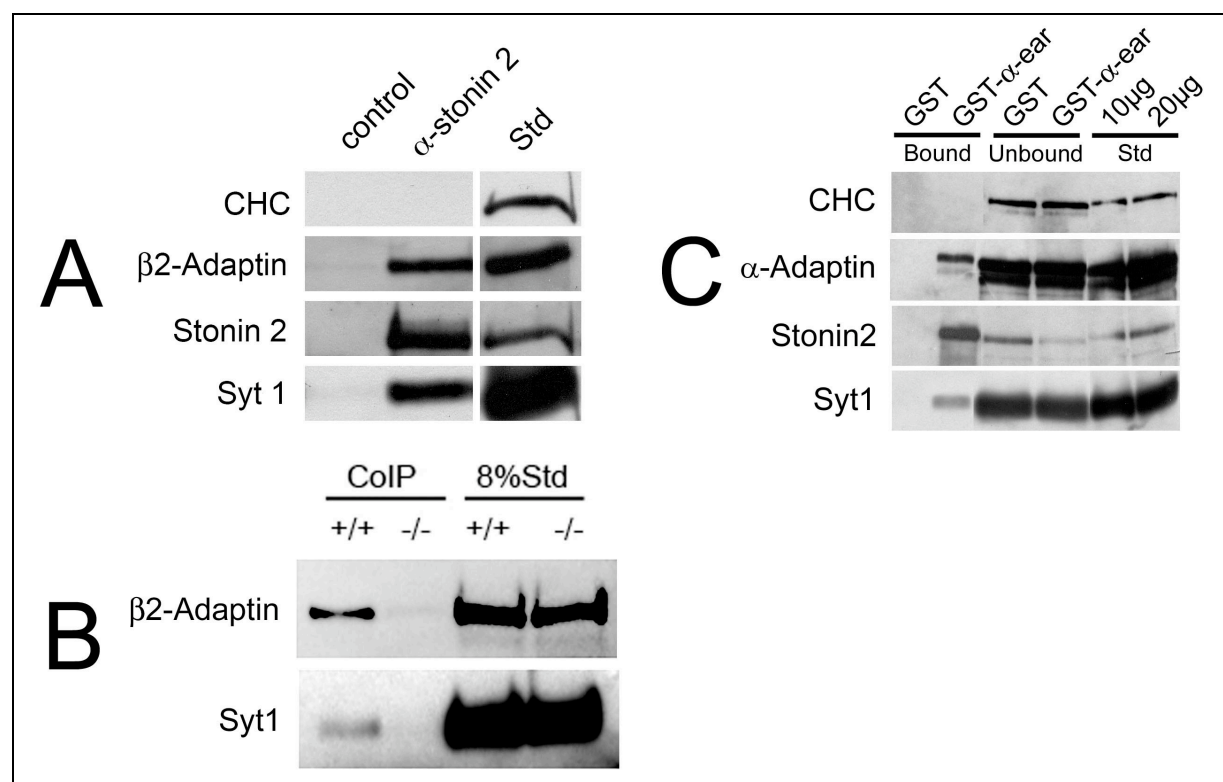 A
control
α-stonin 2
Std
CHC
β2-Adaptin
Stonin 2
Syt 1
B
CoIP 8%Std
+/+ -/- +/+ -/-
β2-Adaptin
Syt1
C
GST
GST-α-ear
GST
GST-α-ear
10μg
20μg
Bound Unbound Std
CHC
α-Adaptin
Stonin2
Syt1